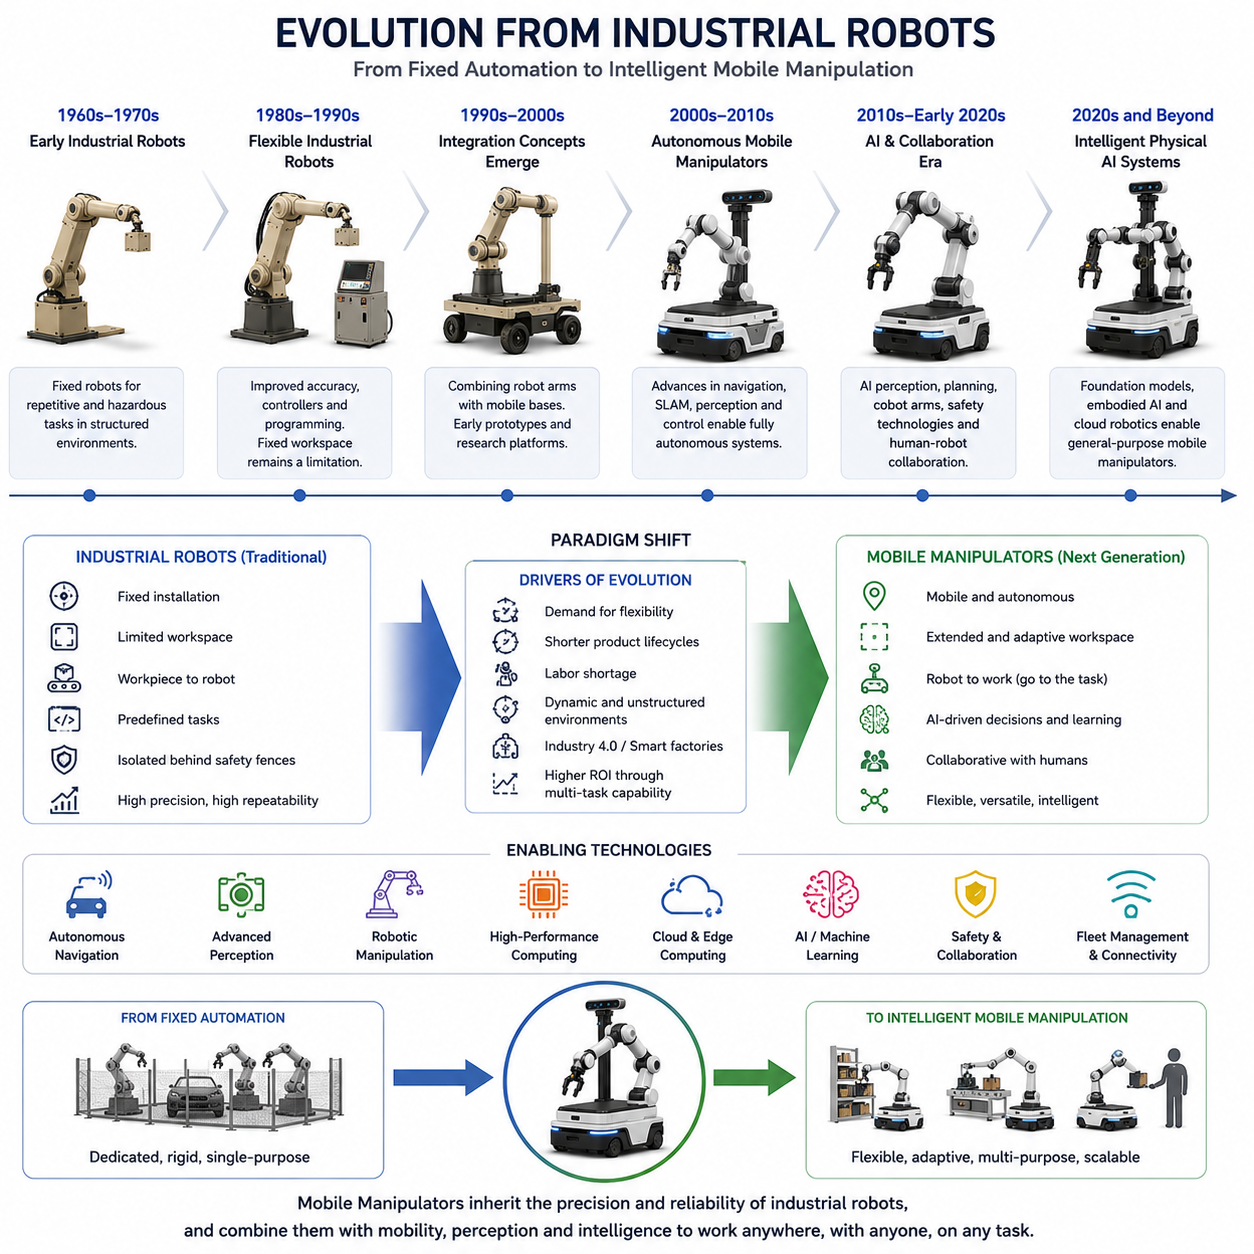 EVOLUTION FROM INDUSTRIAL ROBOTS
From Fixed Automation to Intelligent Mobile Manipulation
1960s–1970s
Early Industrial Robots
1980s–1990s
Flexible Industrial
Robots
1990s–2000s
Integration Concepts
Emerge
2000s–2010s
Autonomous Mobile
Manipulators
2010s–Early 2020s
AI & Collaboration
Era
2020s and Beyond
Intelligent Physical
AI Systems
Fixed robots for
repetitive and hazardous
tasks in structured
environments.
Improved accuracy,
controllers and
programming.
Fixed workspace
remains a limitation.
Combining robot arms
with mobile bases.
Early prototypes and
research platforms.
Advances in navigation,
SLAM, perception and
control enable fully
autonomous systems.
AI perception, planning,
cobot arms, safety
technologies and
human-robot
collaboration.
Foundation models,
embodied AI and
cloud robotics enable
general-purpose mobile
manipulators.
INDUSTRIAL ROBOTS (Traditional)
Fixed installation
Limited workspace
Workpiece to robot
Predefined tasks
Isolated behind safety fences
High precision, high repeatability
PARADIGM SHIFT
DRIVERS OF EVOLUTION
Demand for flexibility
Shorter product lifecycles
Labor shortage
Dynamic and unstructured
environments
Industry 4.0 / Smart factories
Higher ROI through
multi-task capability
MOBILE MANIPULATORS (Next Generation)
Mobile and autonomous
Extended and adaptive workspace
Robot to work (go to the task)
AI-driven decisions and learning
Collaborative with humans
Flexible, versatile, intelligent
ENABLING TECHNOLOGIES
Autonomous
Navigation
Advanced
Perception
Robotic
Manipulation
High-Performance
Computing
Cloud & Edge
Computing
AI / Machine
Learning
Safety &
Collaboration
Fleet Management
& Connectivity
FROM FIXED AUTOMATION
Dedicated, rigid, single-purpose
TO INTELLIGENT MOBILE MANIPULATION
Flexible, adaptive, multi-purpose, scalable
Mobile Manipulators inherit the precision and reliability of industrial robots,
and combine them with mobility, perception and intelligence to work anywhere, with anyone, on any task.